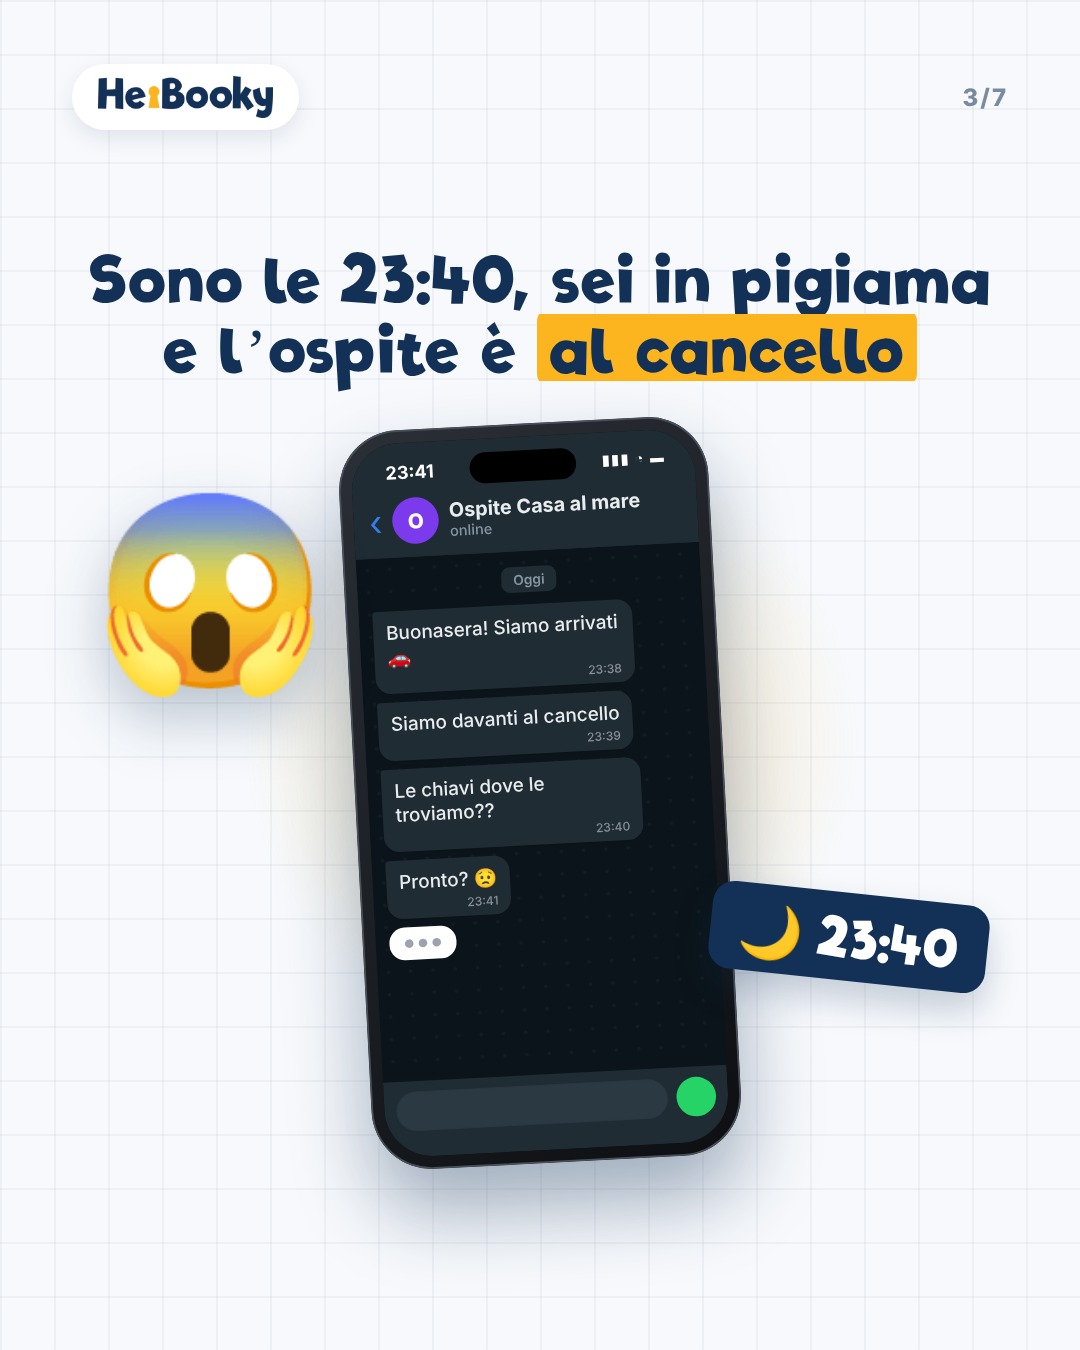 HeiBooky
3/7
Sono le 23:40, sei in pigiama
e l'ospite è al cancello
23:41
O
Ospite Casa al mare
online
Oggi
Buonasera! Siamo arrivati
🚗
23:38
Siamo davanti al cancello
23:39
Le chiavi dove le
troviamo??
23:40
Pronto? 😟
23:41
🌙 23:40